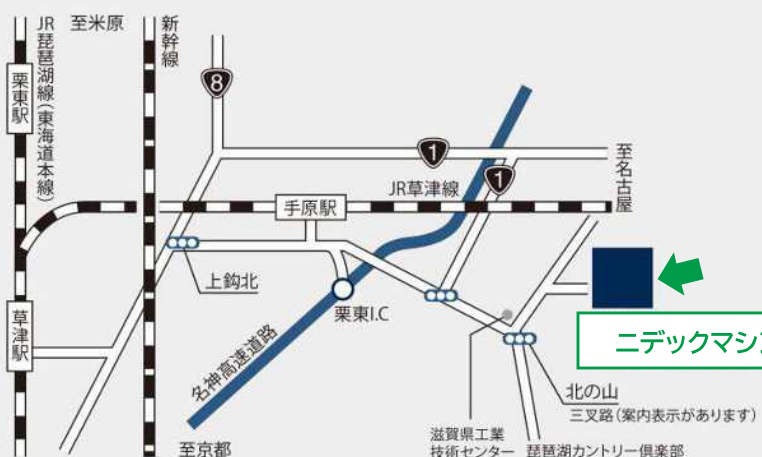 至米原
JR琵琶湖線(東海道本線)
新幹線
栗東駅
8
1
至名古屋
JR草津線
1
手原駅
上鈎北
栗東I.C
草津駅
名神高速道路
ニデックマシン
北の山
三叉路(案内表示があります)
滋賀県工業
技術センター
琵琶湖カントリー倶楽部
至京都